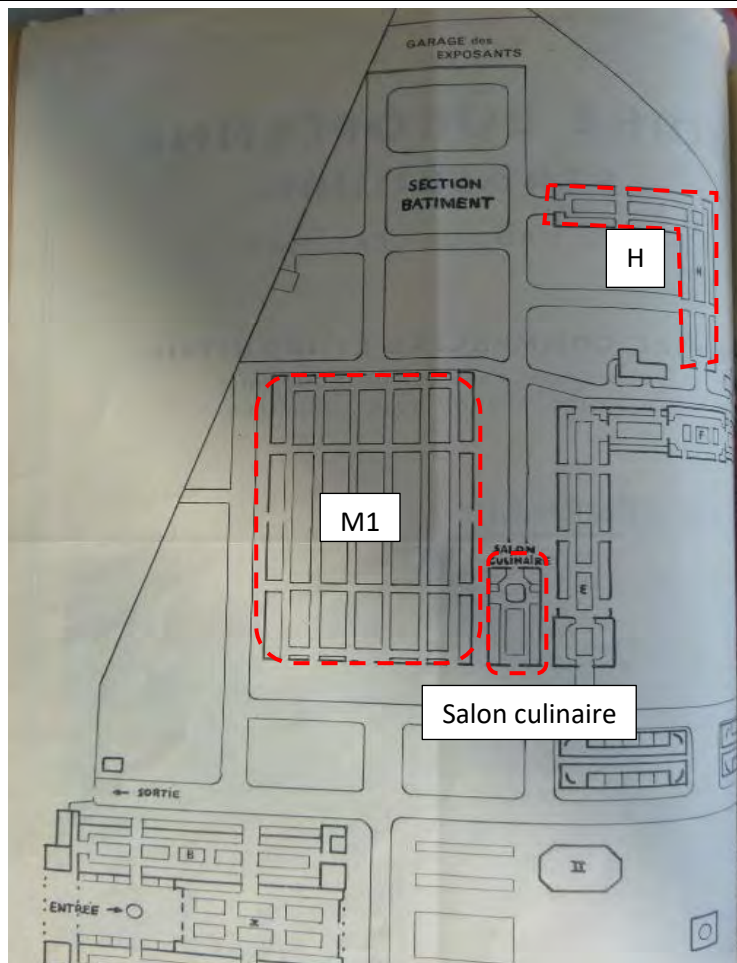 GARAGE des
EXPOSANTS
SECTION
BATIMENT
H
H
F
M1
SALON
CULINAIRE
E
Salon culinaire
← SORTIE
B
II
ENTRÉE →